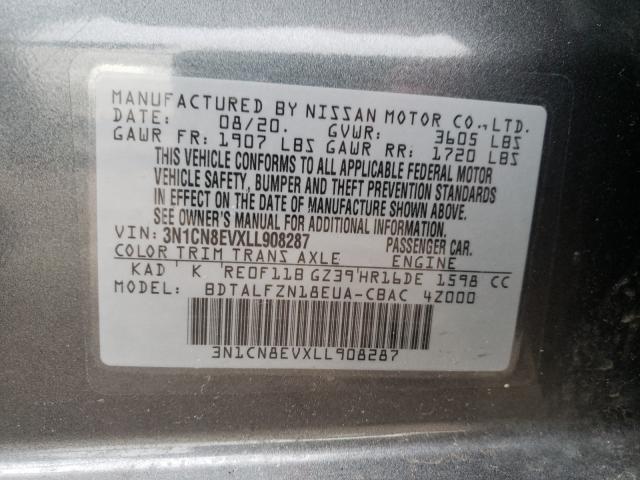 MANUFACTURED BY NISSAN MOTOR CO., LTD.
DATE: 08/20. GVWR: 3605 LBS
GAWR FR: 1907 LBS GAWR RR: 1720 LBS
THIS VEHICLE CONFORMS TO ALL APPLICABLE FEDERAL MOTOR
VEHICLE SAFETY, BUMPER AND THEFT PREVENTION STANDARDS
IN EFFECT ON THE DATE OF MANUFACTURE SHOWN ABOVE.
SEE OWNER'S MANUAL FOR ADDITIONAL INFORMATION.
VIN: 3N1CN8EVXLL908287 PASSENGER CAR.
COLOR TRIM TRANS AXLE ENGINE
KAD ' K RE0F11B GZ39'HR16DE 1598 CC
MODEL: BDTALFZN18EUA-CBAC 4Z000
3N1CN8EVXLL908287